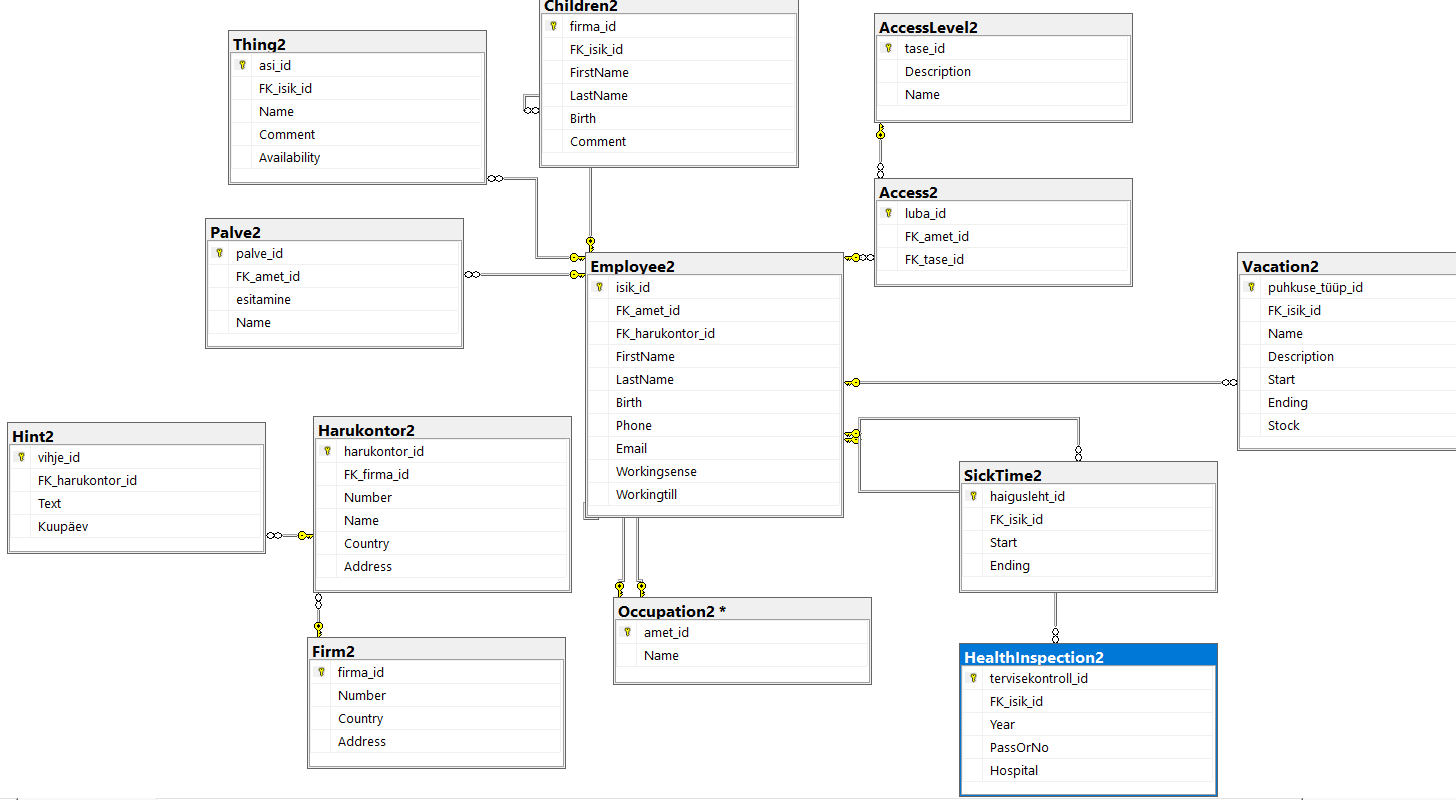 Children2
firma_id
FK_isik_id
FirstName
LastName
Birth
Comment
AccessLevel2
tase_id
Description
Name
Thing2
asi_id
FK_isik_id
Name
Comment
Availability
Access2
luba_id
FK_amet_id
FK_tase_id
Palve2
palve_id
FK_amet_id
esitamine
Name
Employee2
isik_id
FK_amet_id
FK_harukontor_id
FirstName
LastName
Birth
Phone
Email
Workingsense
Workingtill
Vacation2
puhkuse_tüüp_id
FK_isik_id
Name
Description
Start
Ending
Stock
Hint2
vihje_id
FK_harukontor_id
Text
Kuupäev
Harukontor2
harukontor_id
FK_firma_id
Number
Name
Country
Address
SickTime2
haigusleht_id
FK_isik_id
Start
Ending
Occupation2 *
amet_id
Name
Firm2
firma_id
Number
Country
Address
HealthInspection2
tervisekontroll_id
FK_isik_id
Year
PassOrNo
Hospital